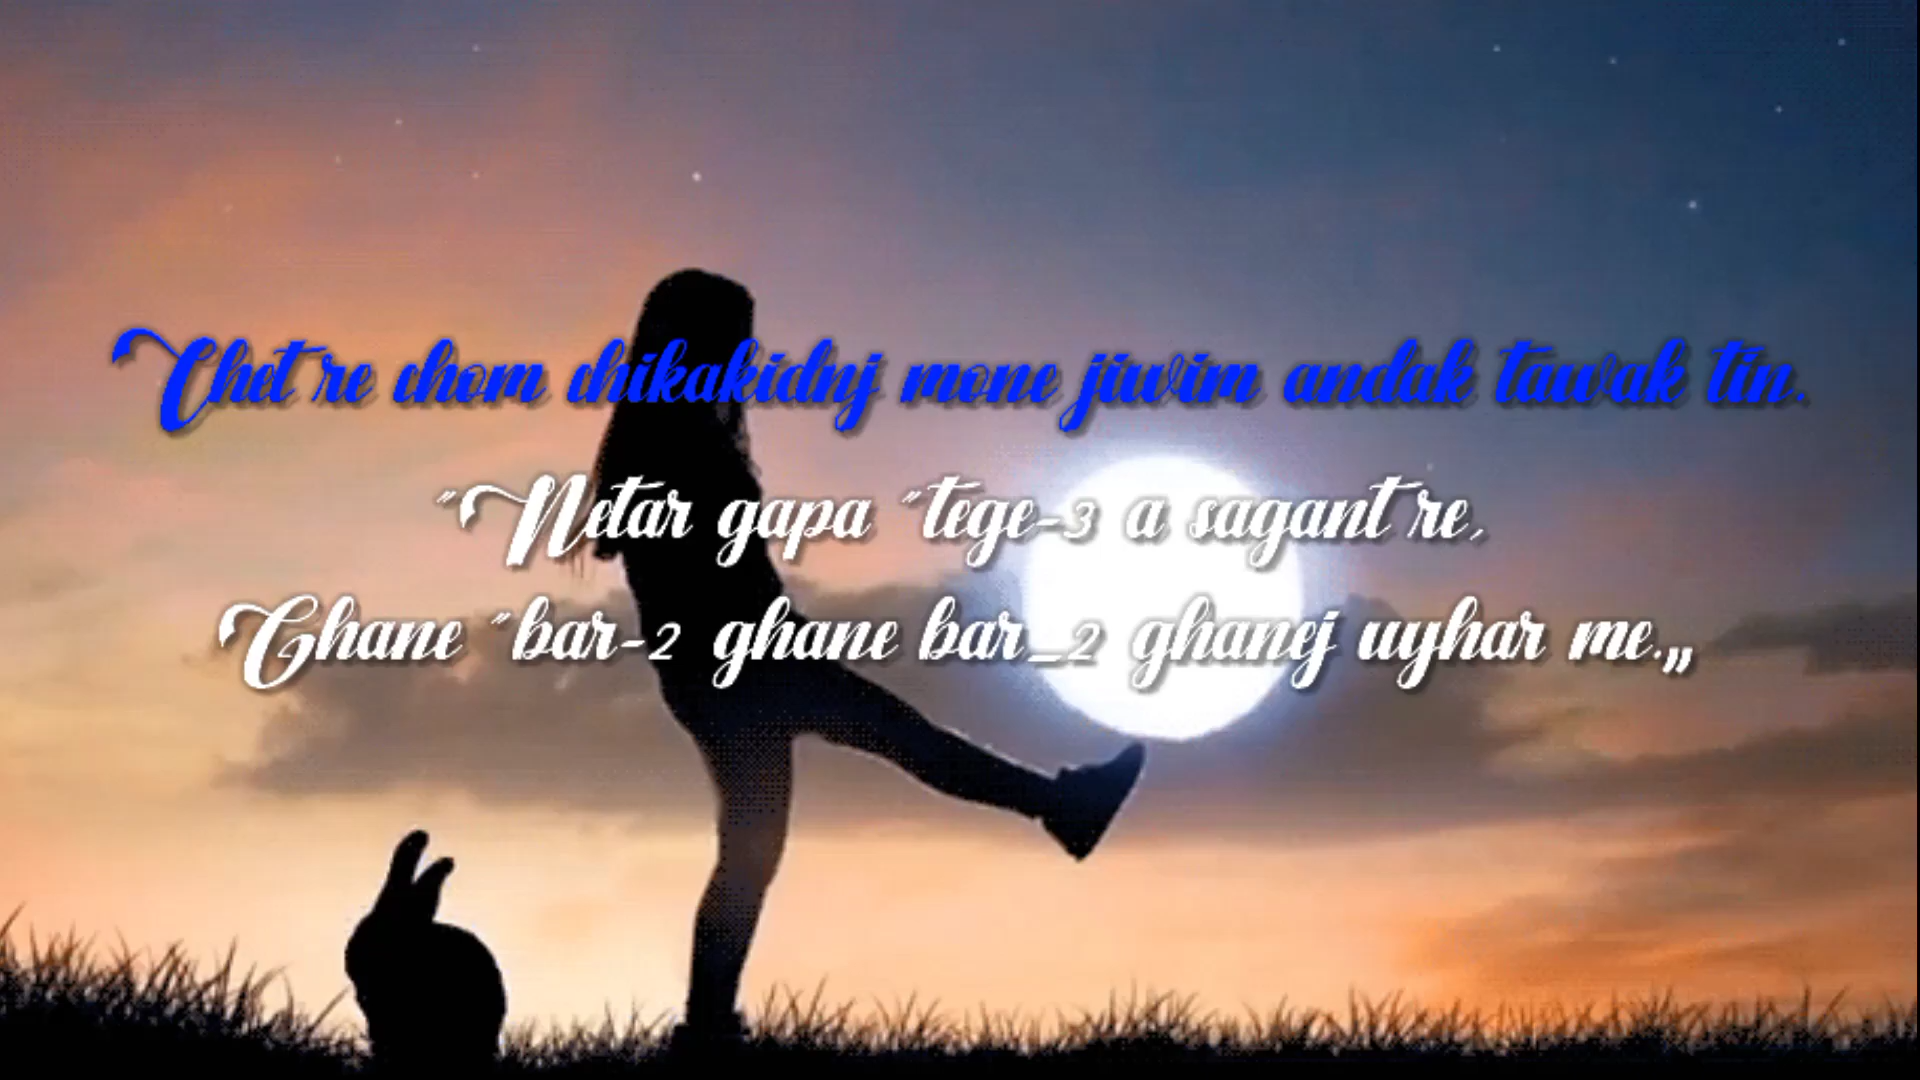 Chet re chom chikakidnj mone jiwim andak tawak tin.
"Netar gapa "tege-3 a sagant re,
Ghane "bar-2 ghane bar_2 ghanej uyhar me.,,